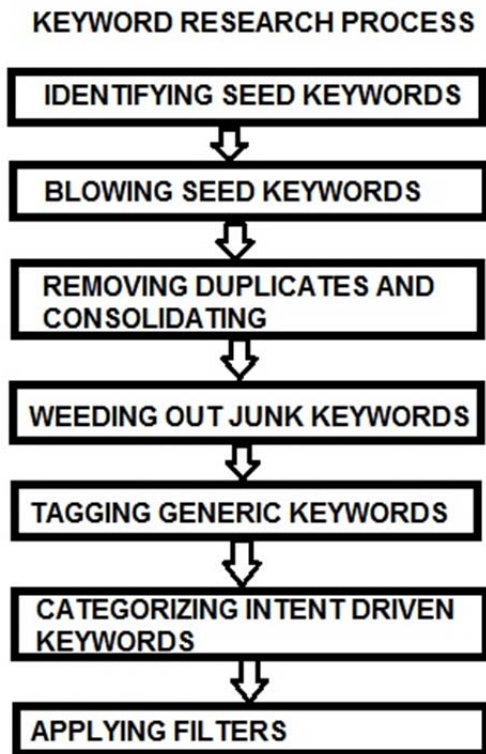 KEYWORD RESEARCH PROCESS
IDENTIFYING SEED KEYWORDS
BLOWING SEED KEYWORDS
REMOVING DUPLICATES AND
CONSOLIDATING
WEEDING OUT JUNK KEYWORDS
TAGGING GENERIC KEYWORDS
CATEGORIZING INTENT DRIVEN
KEYWORDS
APPLYING FILTERS